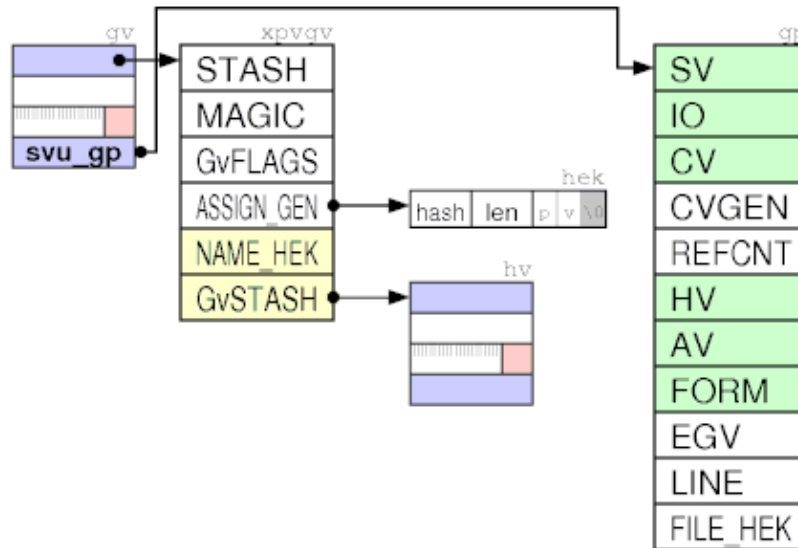 gv
xpvgv
gp
svu_gp
STASH
MAGIC
GvFLAGS
ASSIGN_GEN
NAME_HEK
GvSTASH
hek
hash len p v \0
hv
SV
IO
CV
CVGEN
REFCNT
HV
AV
FORM
EGV
LINE
FILE_HEK